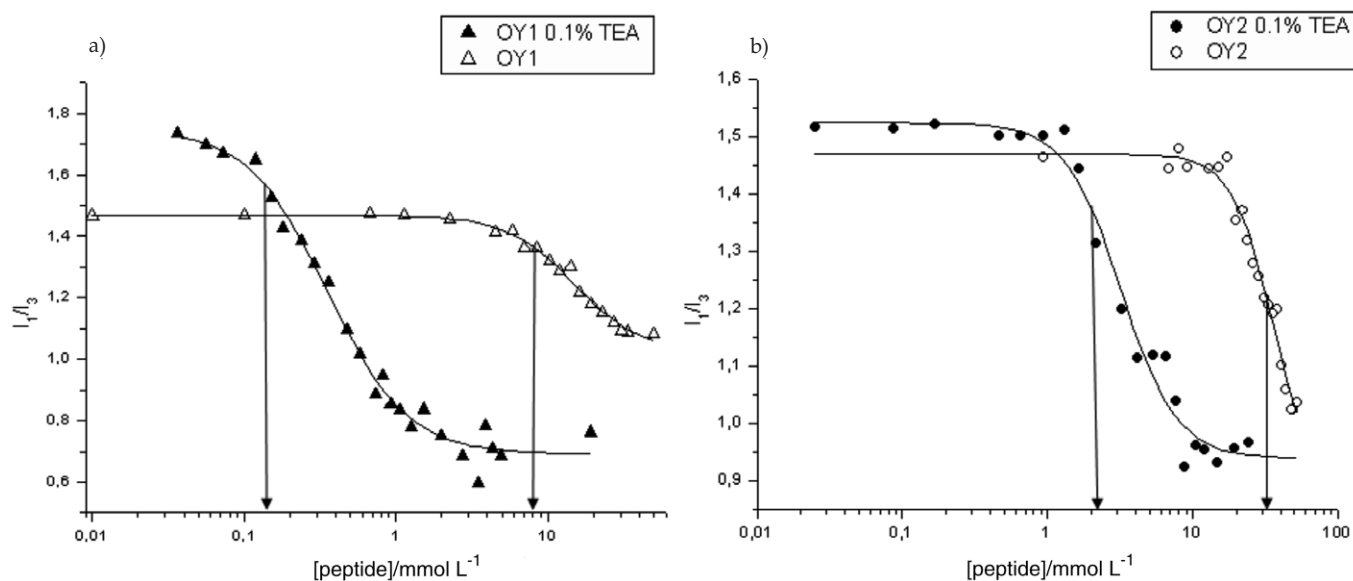 a)
▲ OY1 0.1% TEA
△ OY1
1,8
1,6
1,4
1,2
1,0
0,8
0,6
I1/I3
0,01 0,1 1 10
[peptide]/mmol L-1
b)
● OY2 0.1% TEA
○ OY2
1,6
1,5
1,4
1,3
1,2
1,1
1,0
0,9
I1/I3
0,01 0,1 1 10 100
[peptide]/mmol L-1